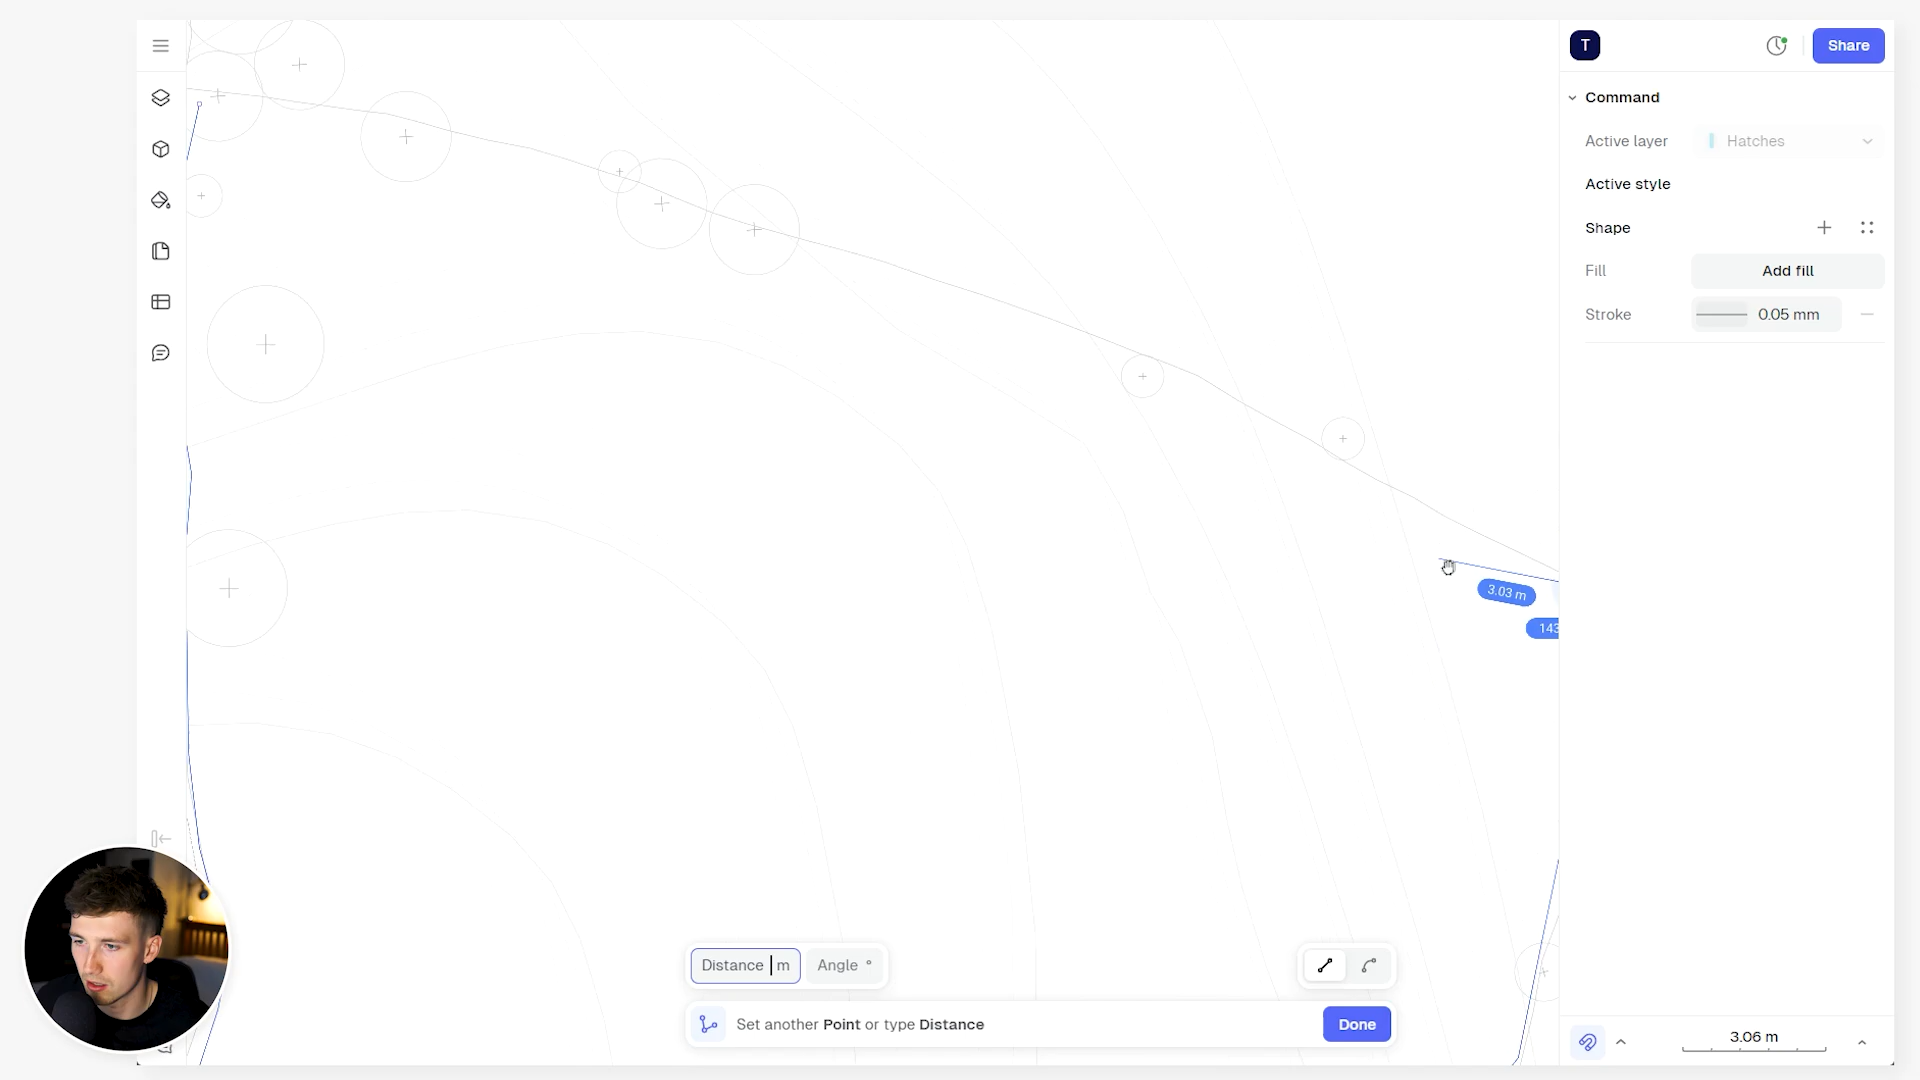 T
Share
Command
Active layer
Hatches
Active style
Shape
Fill
Add fill
Stroke
0.05 mm
3.03 m
143
Distance m
Angle °
Set another Point or type Distance
Done
3.06 m